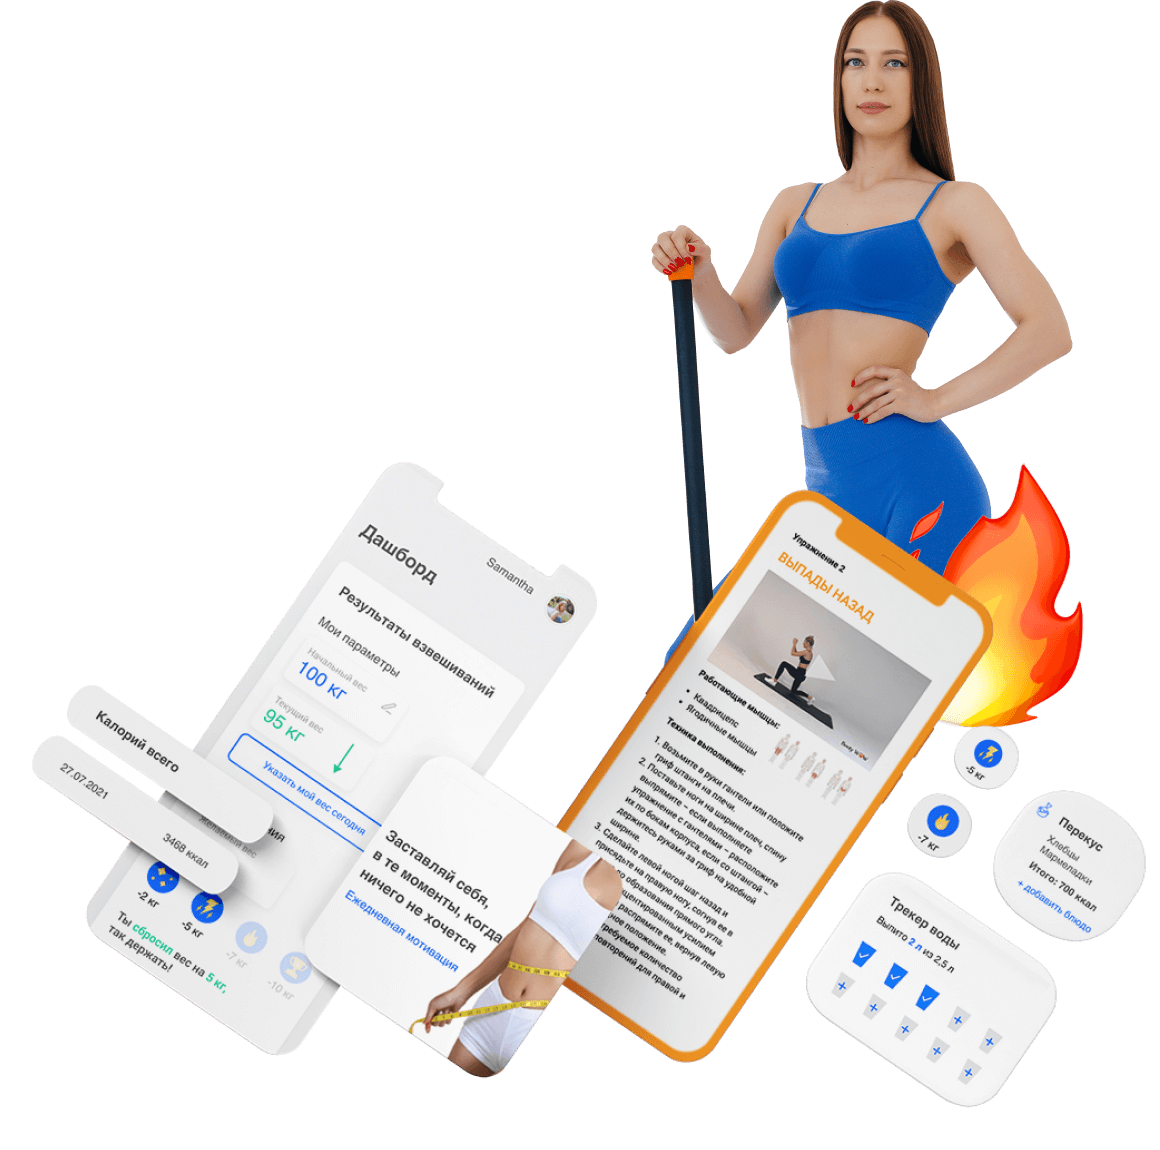 Дашборд
Samantha
Результаты взвешиваний
Мои параметры
Начальный вес
100 кг
Текущий вес
95 кг
Указать мой вес сегодня
Калорий всего
27.07.2021
3468 ккал
Желаемый вес
-2 кг
-5 кг
-7 кг
-10 кг
Ты сбросил вес на 5 кг,
так держать!
Заставляй себя,
в те моменты, когда
ничего не хочется
Ежедневная мотивация
Упражнение 2
ВЫПАДЫ НАЗАД
Body W
Работающие мышцы:
Квадрицепс
Ягодичные мышцы
Техника выполнения:
1. Возьмите в руки гантели или положите
гриф штанги на плечи.
2. Поставьте ноги на ширине плеч, спину
выпрямите – если выполняете
упражнение с гантелями – расположите
их по бокам корпуса, если со штангой –
держитесь руками за гриф на удобной
ширине.
3. Сделайте левой ногой шаг назад и
присядьте на правую ногу, согнув ее в
до образования прямого угла.
центированным усилием
распрямите ее, вернув левую
ное положение.
требуемое количество
повторений для правой и
-5 кг
-7 кг
Перекус
Хлебцы
Мармеладки
Итого: 700 ккал
+ добавить блюдо
Трекер воды
Выпито 2 л из 2,5 л